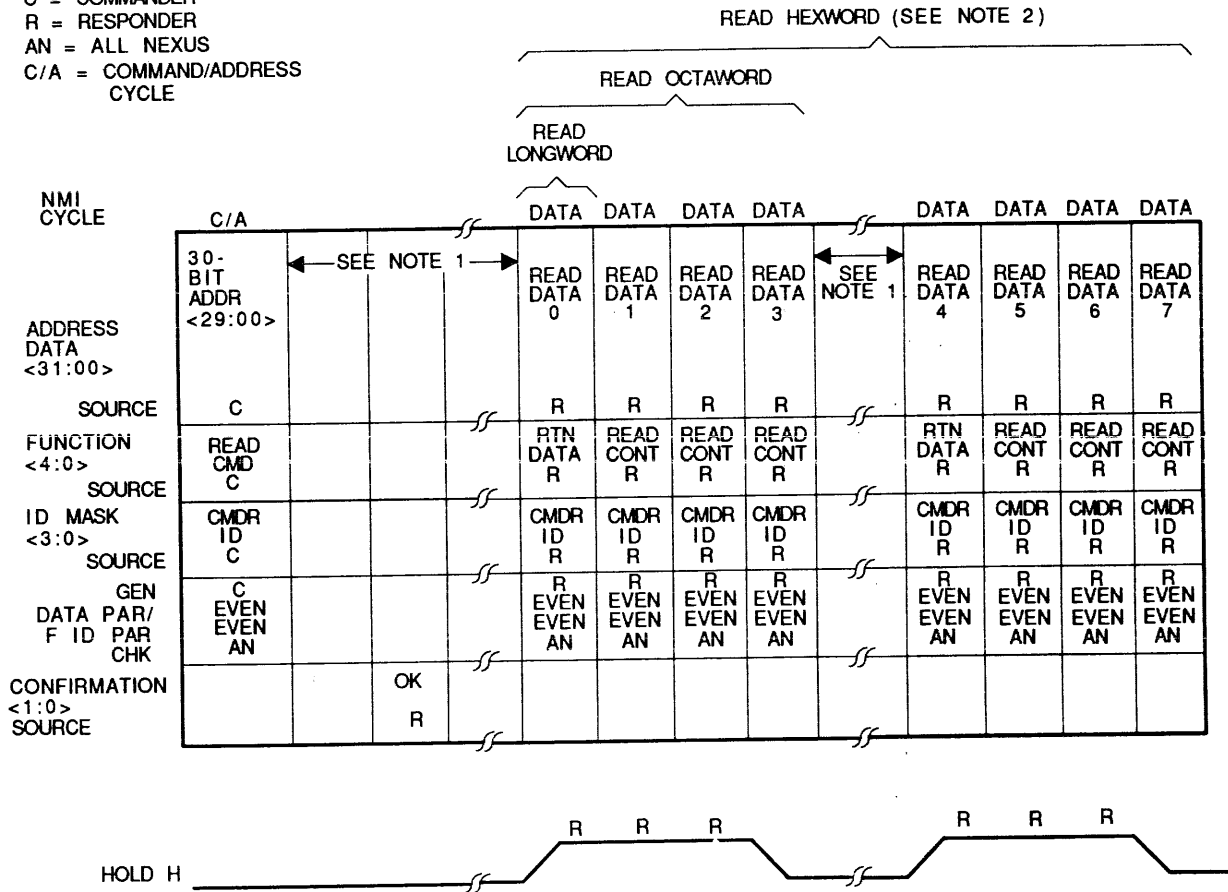 C = COMMANDER
R = RESPONDER
AN = ALL NEXUS
C/A = COMMAND/ADDRESS
CYCLE
READ HEXWORD (SEE NOTE 2)
READ OCTAWORD
READ
LONGWORD
NMI
CYCLE
C/A DATA DATA DATA DATA DATA DATA DATA DATA
ADDRESS
DATA
<31:00>
30-
BIT
ADDR
<29:00>
SEE NOTE 1
READ DATA 0
READ DATA 1
READ DATA 2
READ DATA 3
SEE
NOTE 1
READ DATA 4
READ DATA 5
READ DATA 6
READ DATA 7
SOURCE C R R R R R R R R
FUNCTION
<4:0>
SOURCE
READ
CMD
C
RTN DATA R
READ CONT R
READ CONT R
READ CONT R
RTN DATA R
READ CONT R
READ CONT R
READ CONT R
ID MASK
<3:0>
SOURCE
CMDR
ID
C
CMDR ID R
CMDR ID R
CMDR ID R
CMDR ID R
CMDR ID R
CMDR ID R
CMDR ID R
CMDR ID R
GEN C R R R R R R R R
DATA PAR/ EVEN EVEN EVEN EVEN EVEN EVEN EVEN EVEN EVEN
F ID PAR EVEN EVEN EVEN EVEN EVEN EVEN EVEN EVEN EVEN
CHK AN AN AN AN AN AN AN AN AN
CONFIRMATION
<1:0>
SOURCE
OK
R
R R R R R R
HOLD H